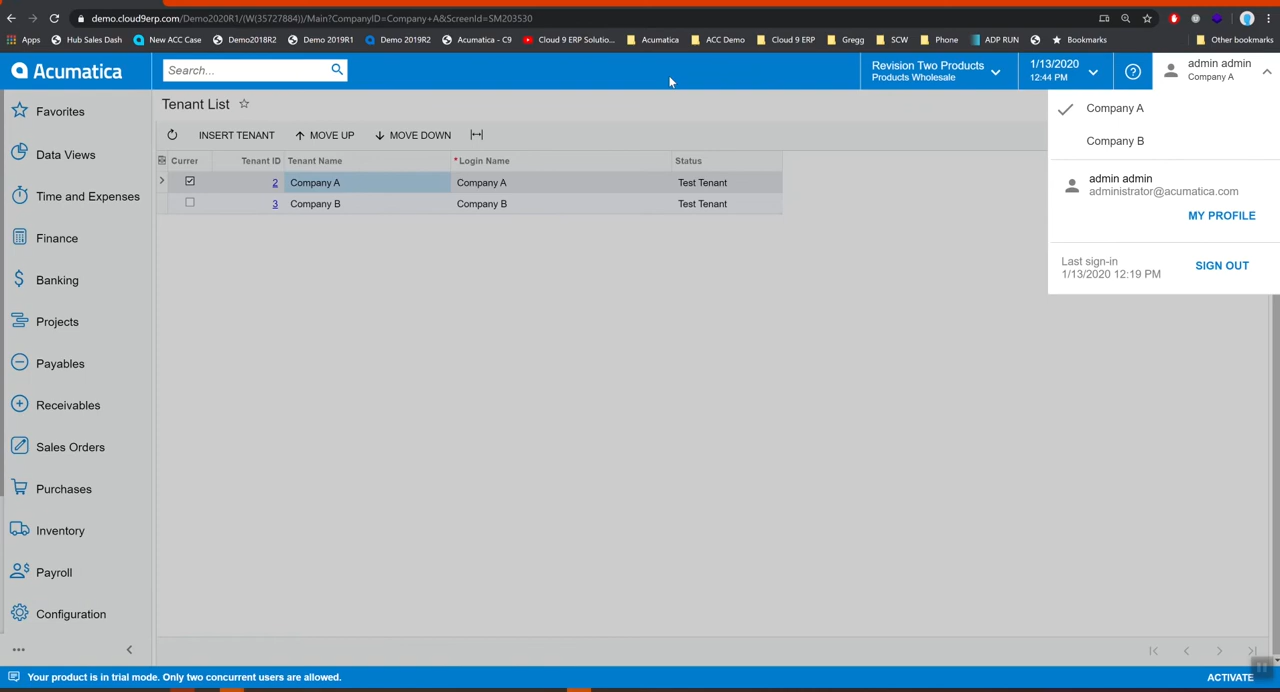 demo.cloud9erp.com/Demo2020R1/(W(35727884))/Main?CompanyID=Company+A&ScreenId=SM203530
Apps
Hub Sales Dash
New ACC Case
Demo2018R2
Demo 2019R1
Demo 2019R2
Acumatica - C9
Cloud 9 ERP Solutio...
Acumatica
ACC Demo
Cloud 9 ERP
Gregg
SCW
Phone
ADP RUN
Bookmarks
Other bookmarks
Acumatica
Search...
Revision Two Products
Products Wholesale
1/13/2020
12:44 PM
admin admin
Company A
Company A
Company B
admin admin
administrator@acumatica.com
MY PROFILE
Last sign-in
1/13/2020 12:19 PM
SIGN OUT
Favorites
Data Views
Time and Expenses
Finance
Banking
Projects
Payables
Receivables
Sales Orders
Purchases
Inventory
Payroll
Configuration
Tenant List
INSERT TENANT
MOVE UP
MOVE DOWN
Currer Tenant ID Tenant Name *Login Name Status
2 Company A Company A Test Tenant
3 Company B Company B Test Tenant
Your product is in trial mode. Only two concurrent users are allowed.
ACTIVATE